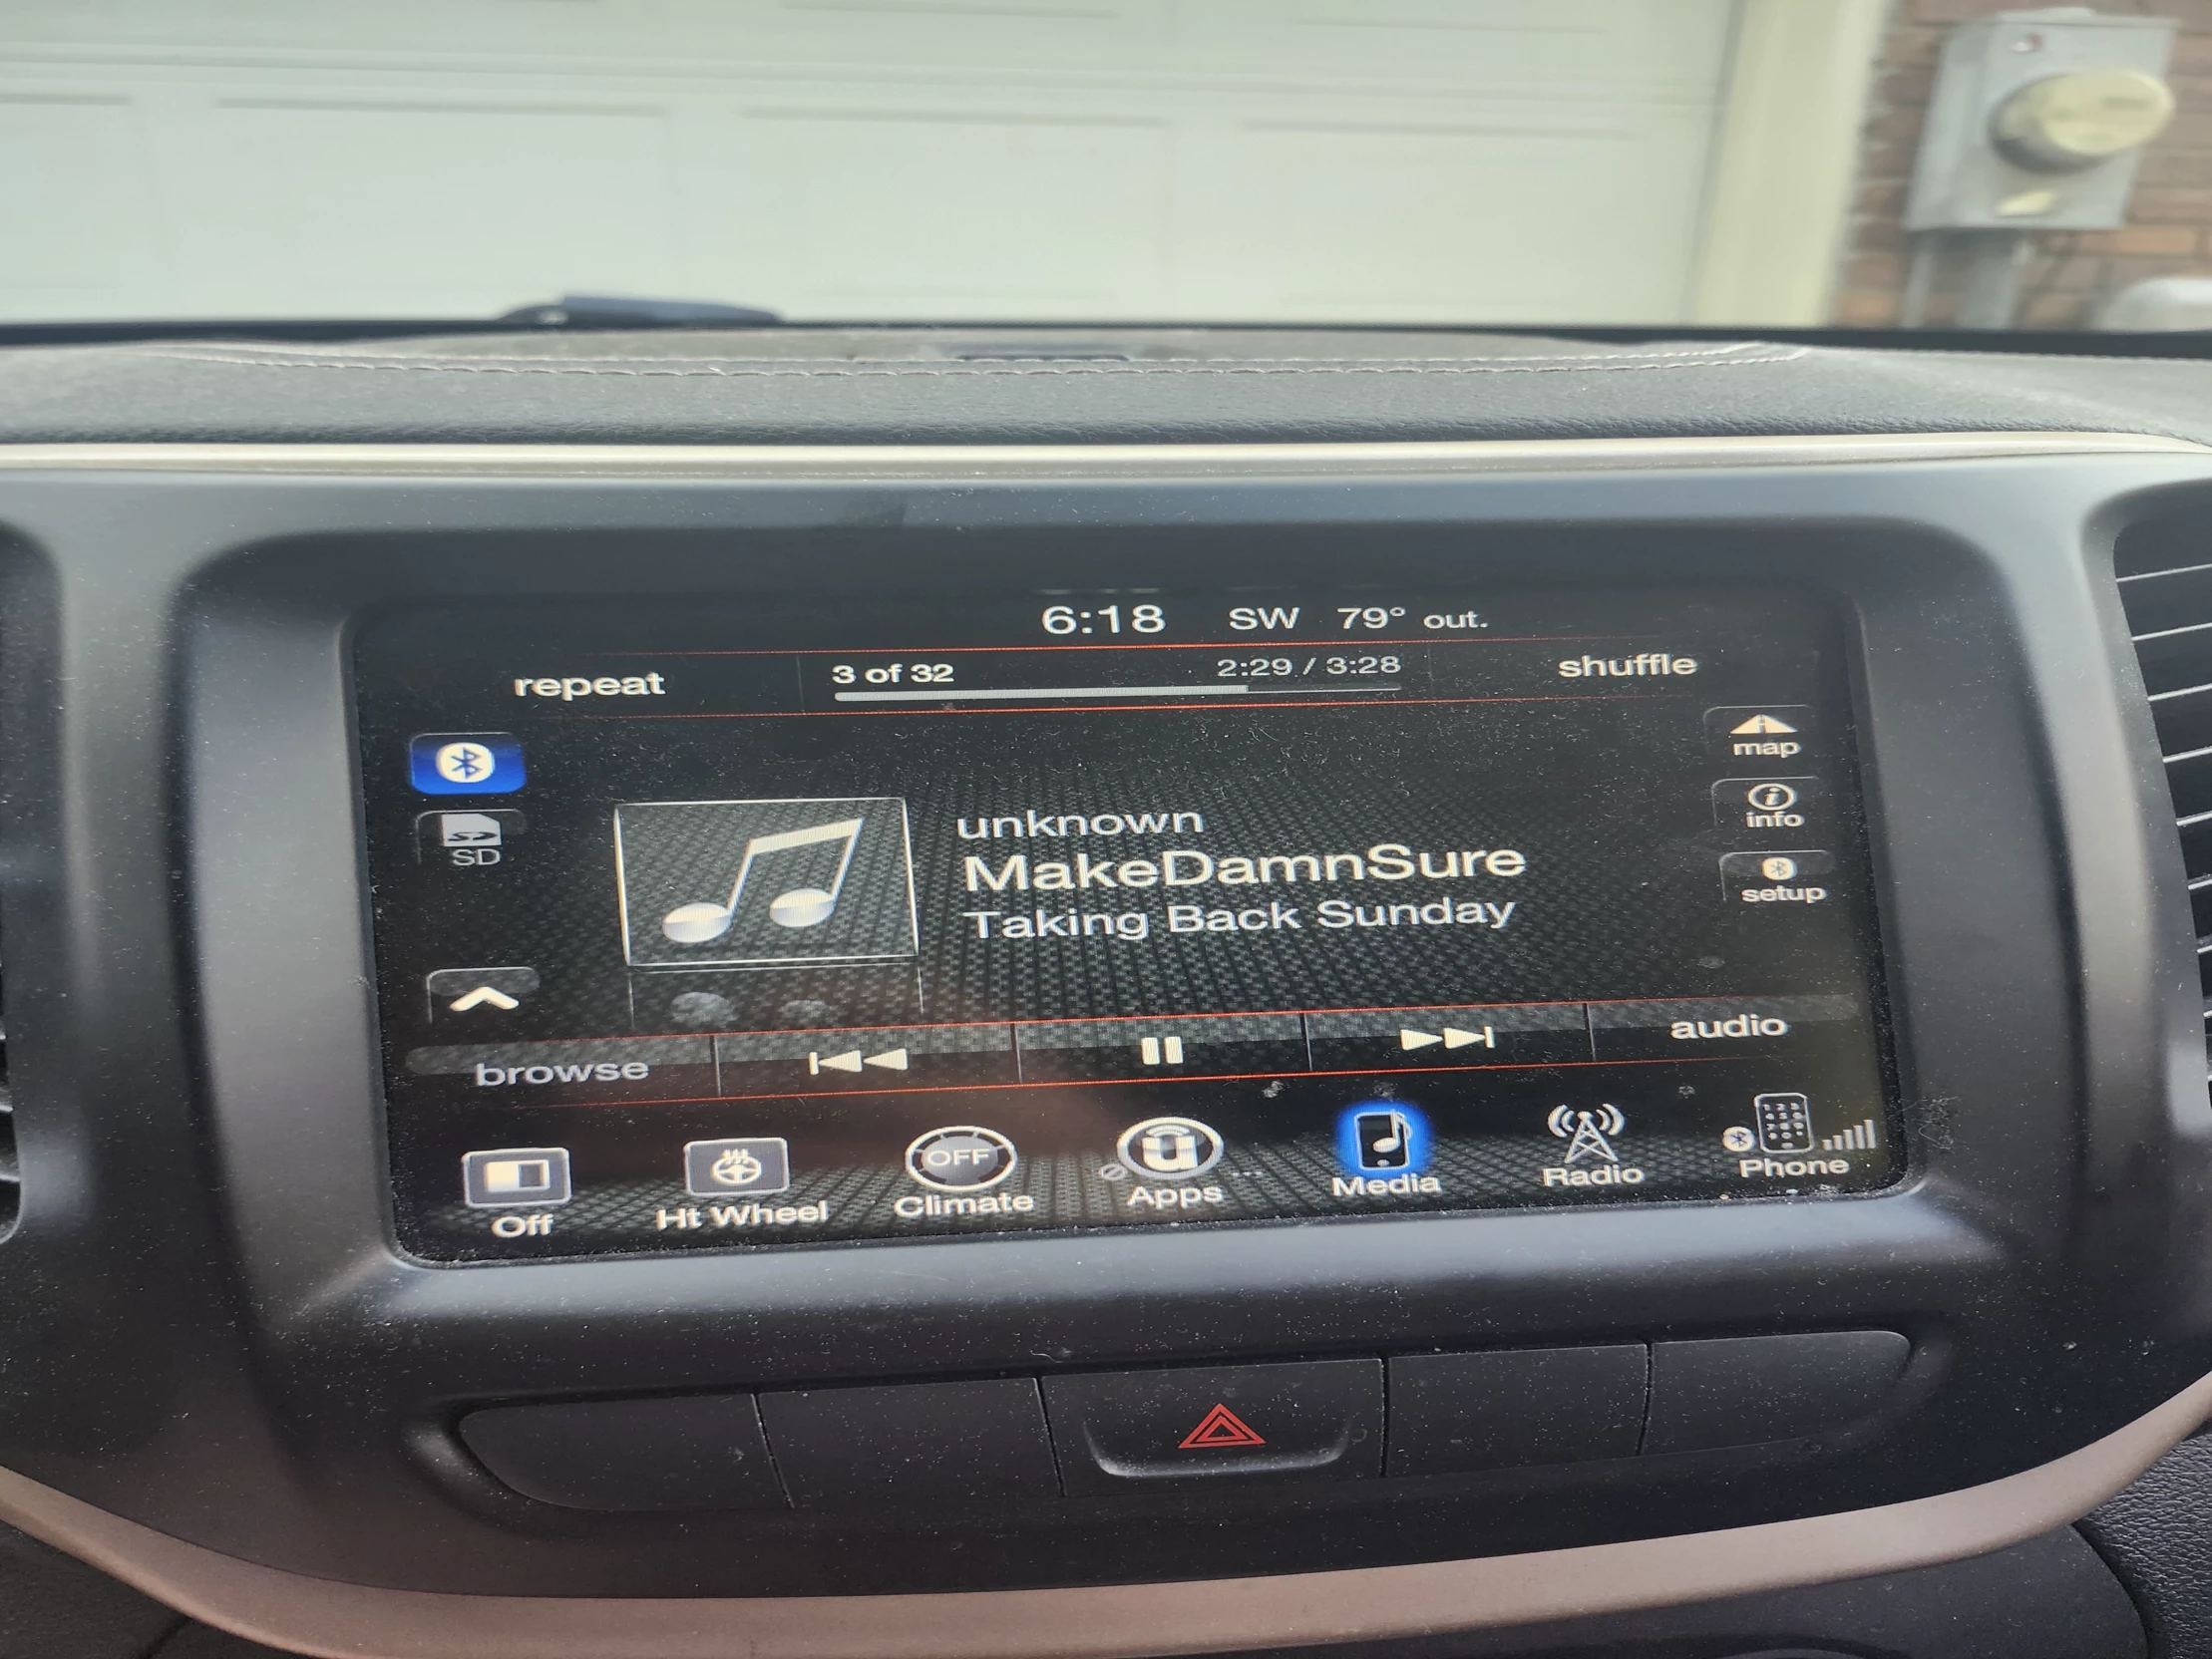 6:18 SW 79° out.
repeat 3 of 32 2:29 / 3:28 shuffle
map
SD
info
setup
unknown
MakeDamnSure
Taking Back Sunday
browse audio
OFF
Off Ht Wheel Climate Apps Media Radio Phone